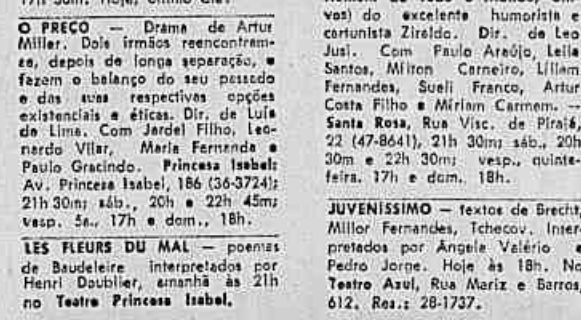 O PREÇO — Drama de Artur
Miller. Dois irmãos reencontram-
se, depois de longa separação, e
fazem o balanço do seu passado
e das suas respectivas opções
existenciais e éticas. Dir. de Luís
de Lima. Com Jardel Filho, Leo-
nardo Vilar, Maria Fernanda e
Paulo Gracindo. Princesa Isabel:
Av. Princesa Isabel, 186 (36-3724);
21h 30m; sáb., 20h e 22h 45m;
vesp. 5a., 17h e dom., 18h.
LES FLEURS DU MAL — poemas
de Baudeleire interpretados por
Henri Doublier, amanhã às 21h
no Teatro Princesa Isabel.
vos) do excelente humorista e
cartunista Ziraldo. Dir. de Leo
Jusi. Com Paulo Araújo, Leila
Santos, Milton Carneiro, Lilian
Fernandes, Sueli Franco, Artur
Costa Filho e Míriam Carmem. —
Santa Rosa, Rua Visc. de Pirajá,
22 (47-8641), 21h 30m; sáb., 20h
30m e 22h 30m; vesp., quinta-
feira. 17h e dom., 18h.
JUVENÍSSIMO — textos de Brecht,
Millor Fernandes, Tchecov. Inter-
pretados por Ângela Valério e
Pedro Jorge. Hoje às 18h. No
Teatro Azul, Rua Mariz e Barros,
612. Res.: 28-1737.